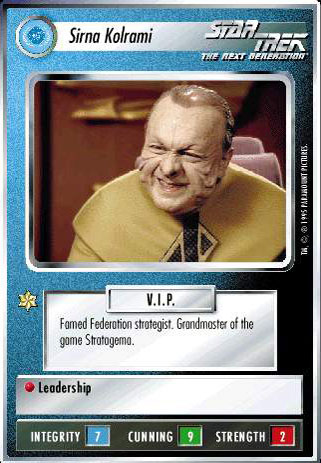 Sirna Kolrami
STAR TREK
THE NEXT GENERATION
TM, © & © 1995 PARAMOUNT PICTURES.
V.I.P.
Famed Federation strategist. Grandmaster of the
game Stratagema.
Leadership
INTEGRITY 7 CUNNING 9 STRENGTH 2